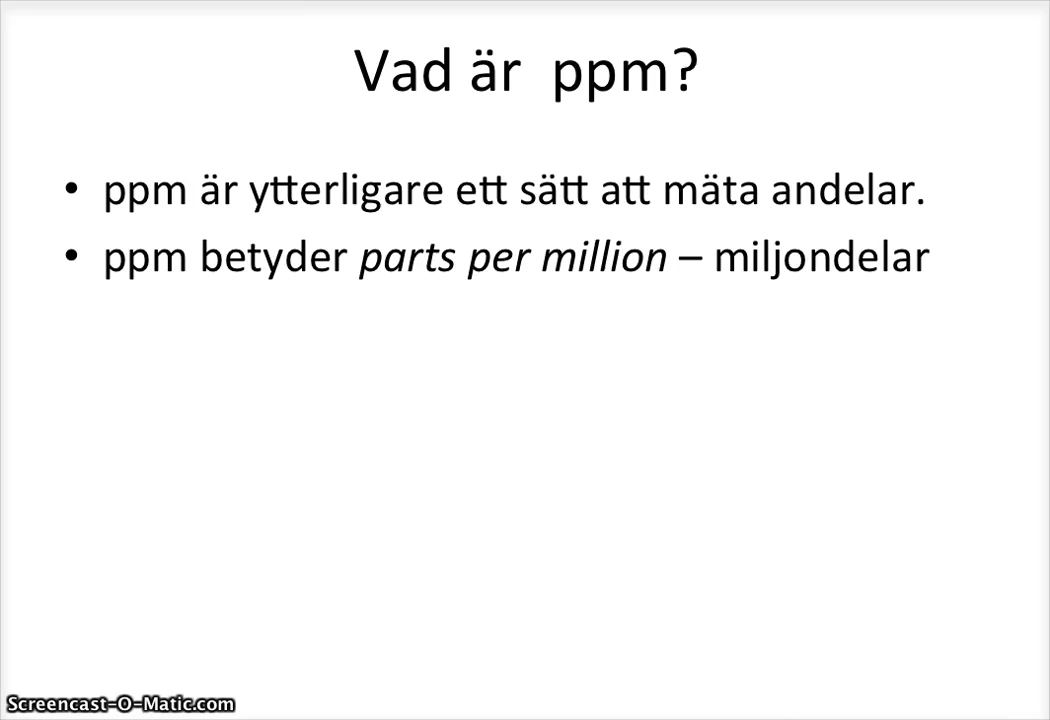 Vad är ppm?
• ppm är ytterligare ett sätt att mäta andelar.
• ppm betyder parts per million – miljondelar
Screencast-O-Matic.com